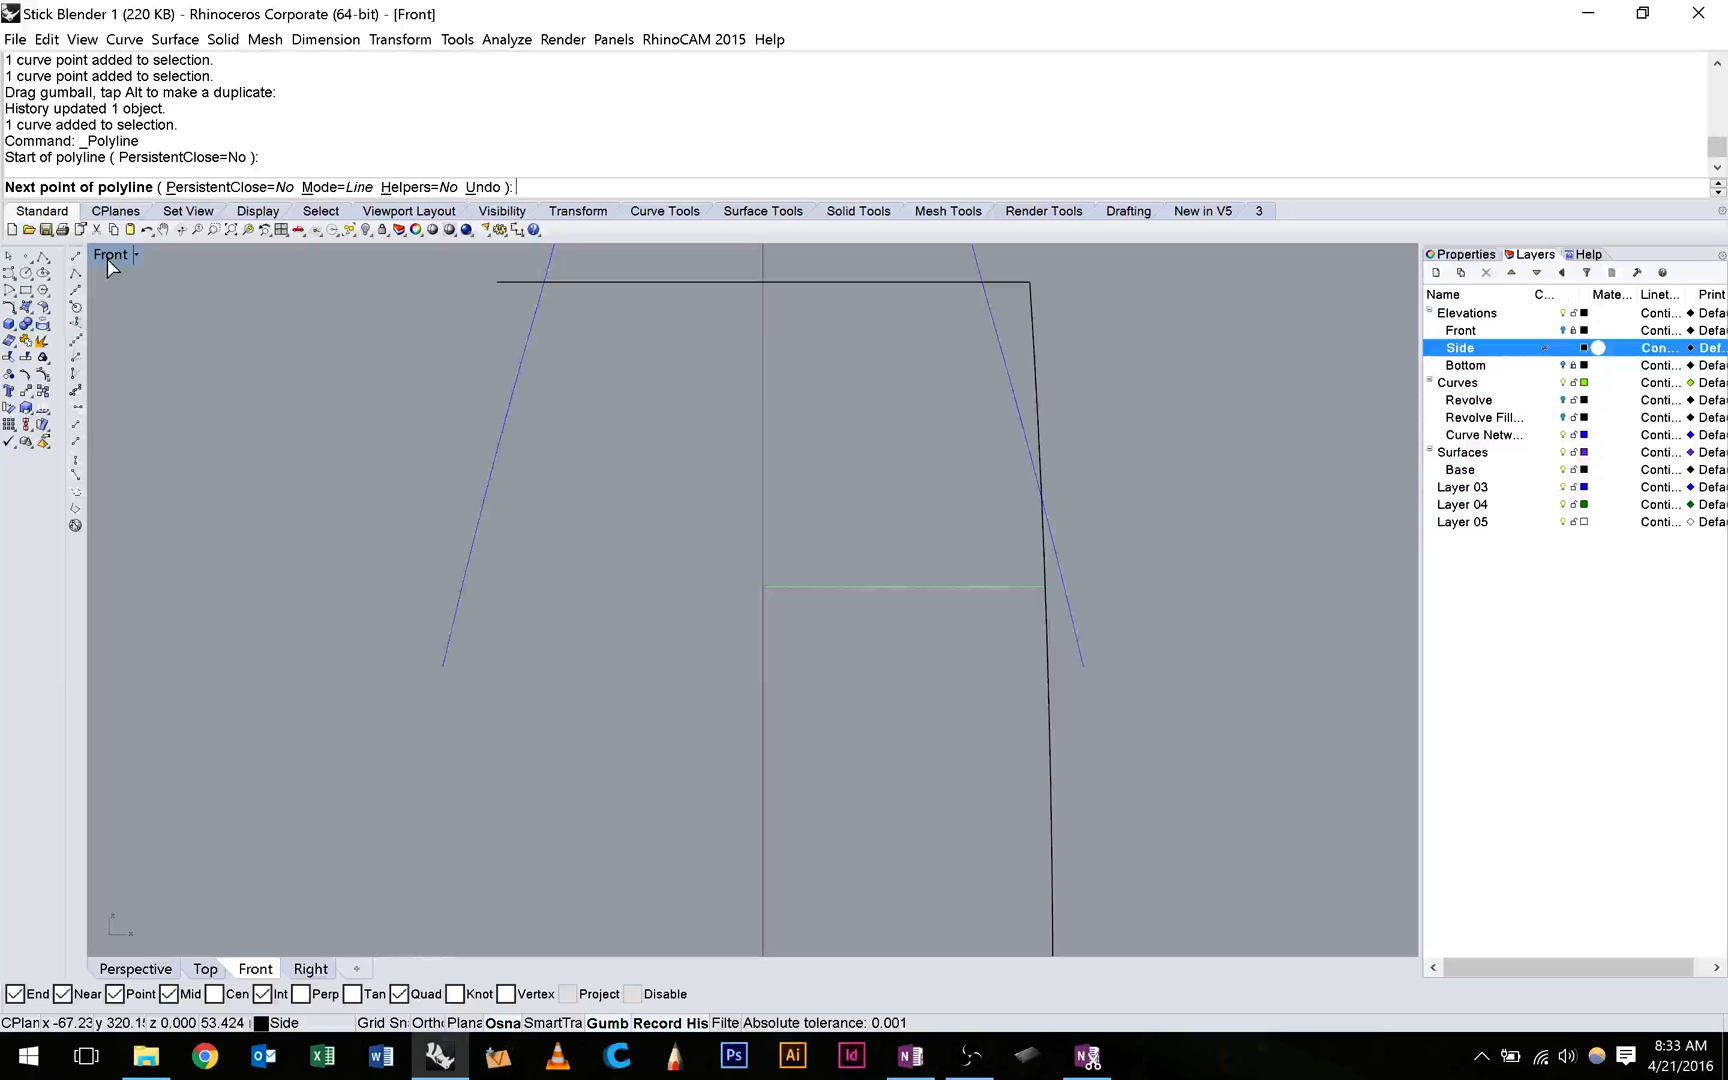 Stick Blender 1 (220 KB) - Rhinoceros Corporate (64-bit) - [Front]
File Edit View Curve Surface Solid Mesh Dimension Transform Tools Analyze Render Panels RhinoCAM 2015 Help
1 curve point added to selection.
1 curve point added to selection.
Drag gumball, tap Alt to make a duplicate:
History updated 1 object.
1 curve added to selection.
Command: _Polyline
Start of polyline ( PersistentClose=No ):
Next point of polyline ( PersistentClose=No Mode=Line Helpers=No Undo ):
Standard CPlanes Set View Display Select Viewport Layout Visibility Transform Curve Tools Surface Tools Solid Tools Mesh Tools Render Tools Drafting New in V5 3
Front
Properties Layers Help
Name C... Mate... Linet... Print
Elevations Conti... Defa
Front Conti... Defa
Side Con... Def.
Bottom Conti... Defa
Curves Conti... Defa
Revolve Conti... Defa
Revolve Fill... Conti... Defa
Curve Netw... Conti... Defa
Surfaces Conti... Defa
Base Conti... Defa
Layer 03 Conti... Defa
Layer 04 Conti... Defa
Layer 05 Conti... Defa
z
x
Perspective Top Front Right
End Near Point Mid Cen Int Perp Tan Quad Knot Vertex Project Disable
CPlan x -67.23 y 320.1 z 0.000 53.424 Side Grid Sn Ortho Plana Osna SmartTra Gumb Record His Filte Absolute tolerance: 0.001
Ps Ai Id
8:33 AM
4/21/2016